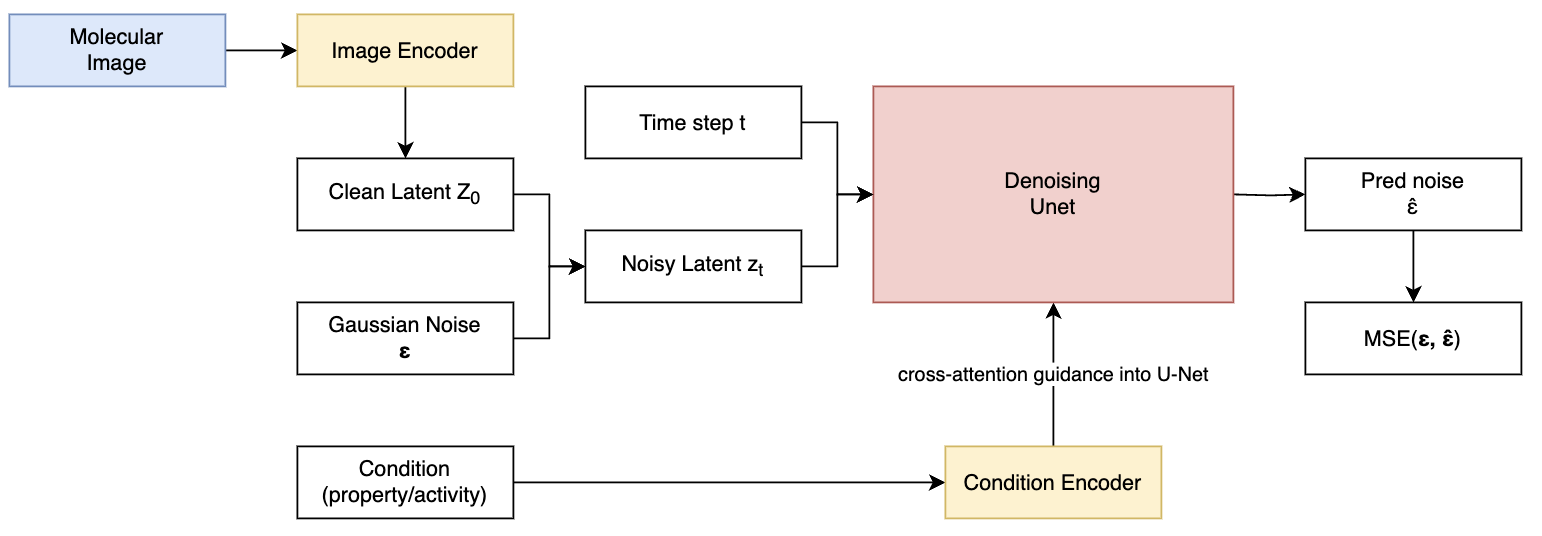 Molecular
Image
Image Encoder
Time step t
Clean Latent Z₀
Denoising
Unet
Pred noise
ε̂
Noisy Latent zₜ
Gaussian Noise
ε
MSE(ε, ε̂)
cross-attention guidance into U-Net
Condition
(property/activity)
Condition Encoder